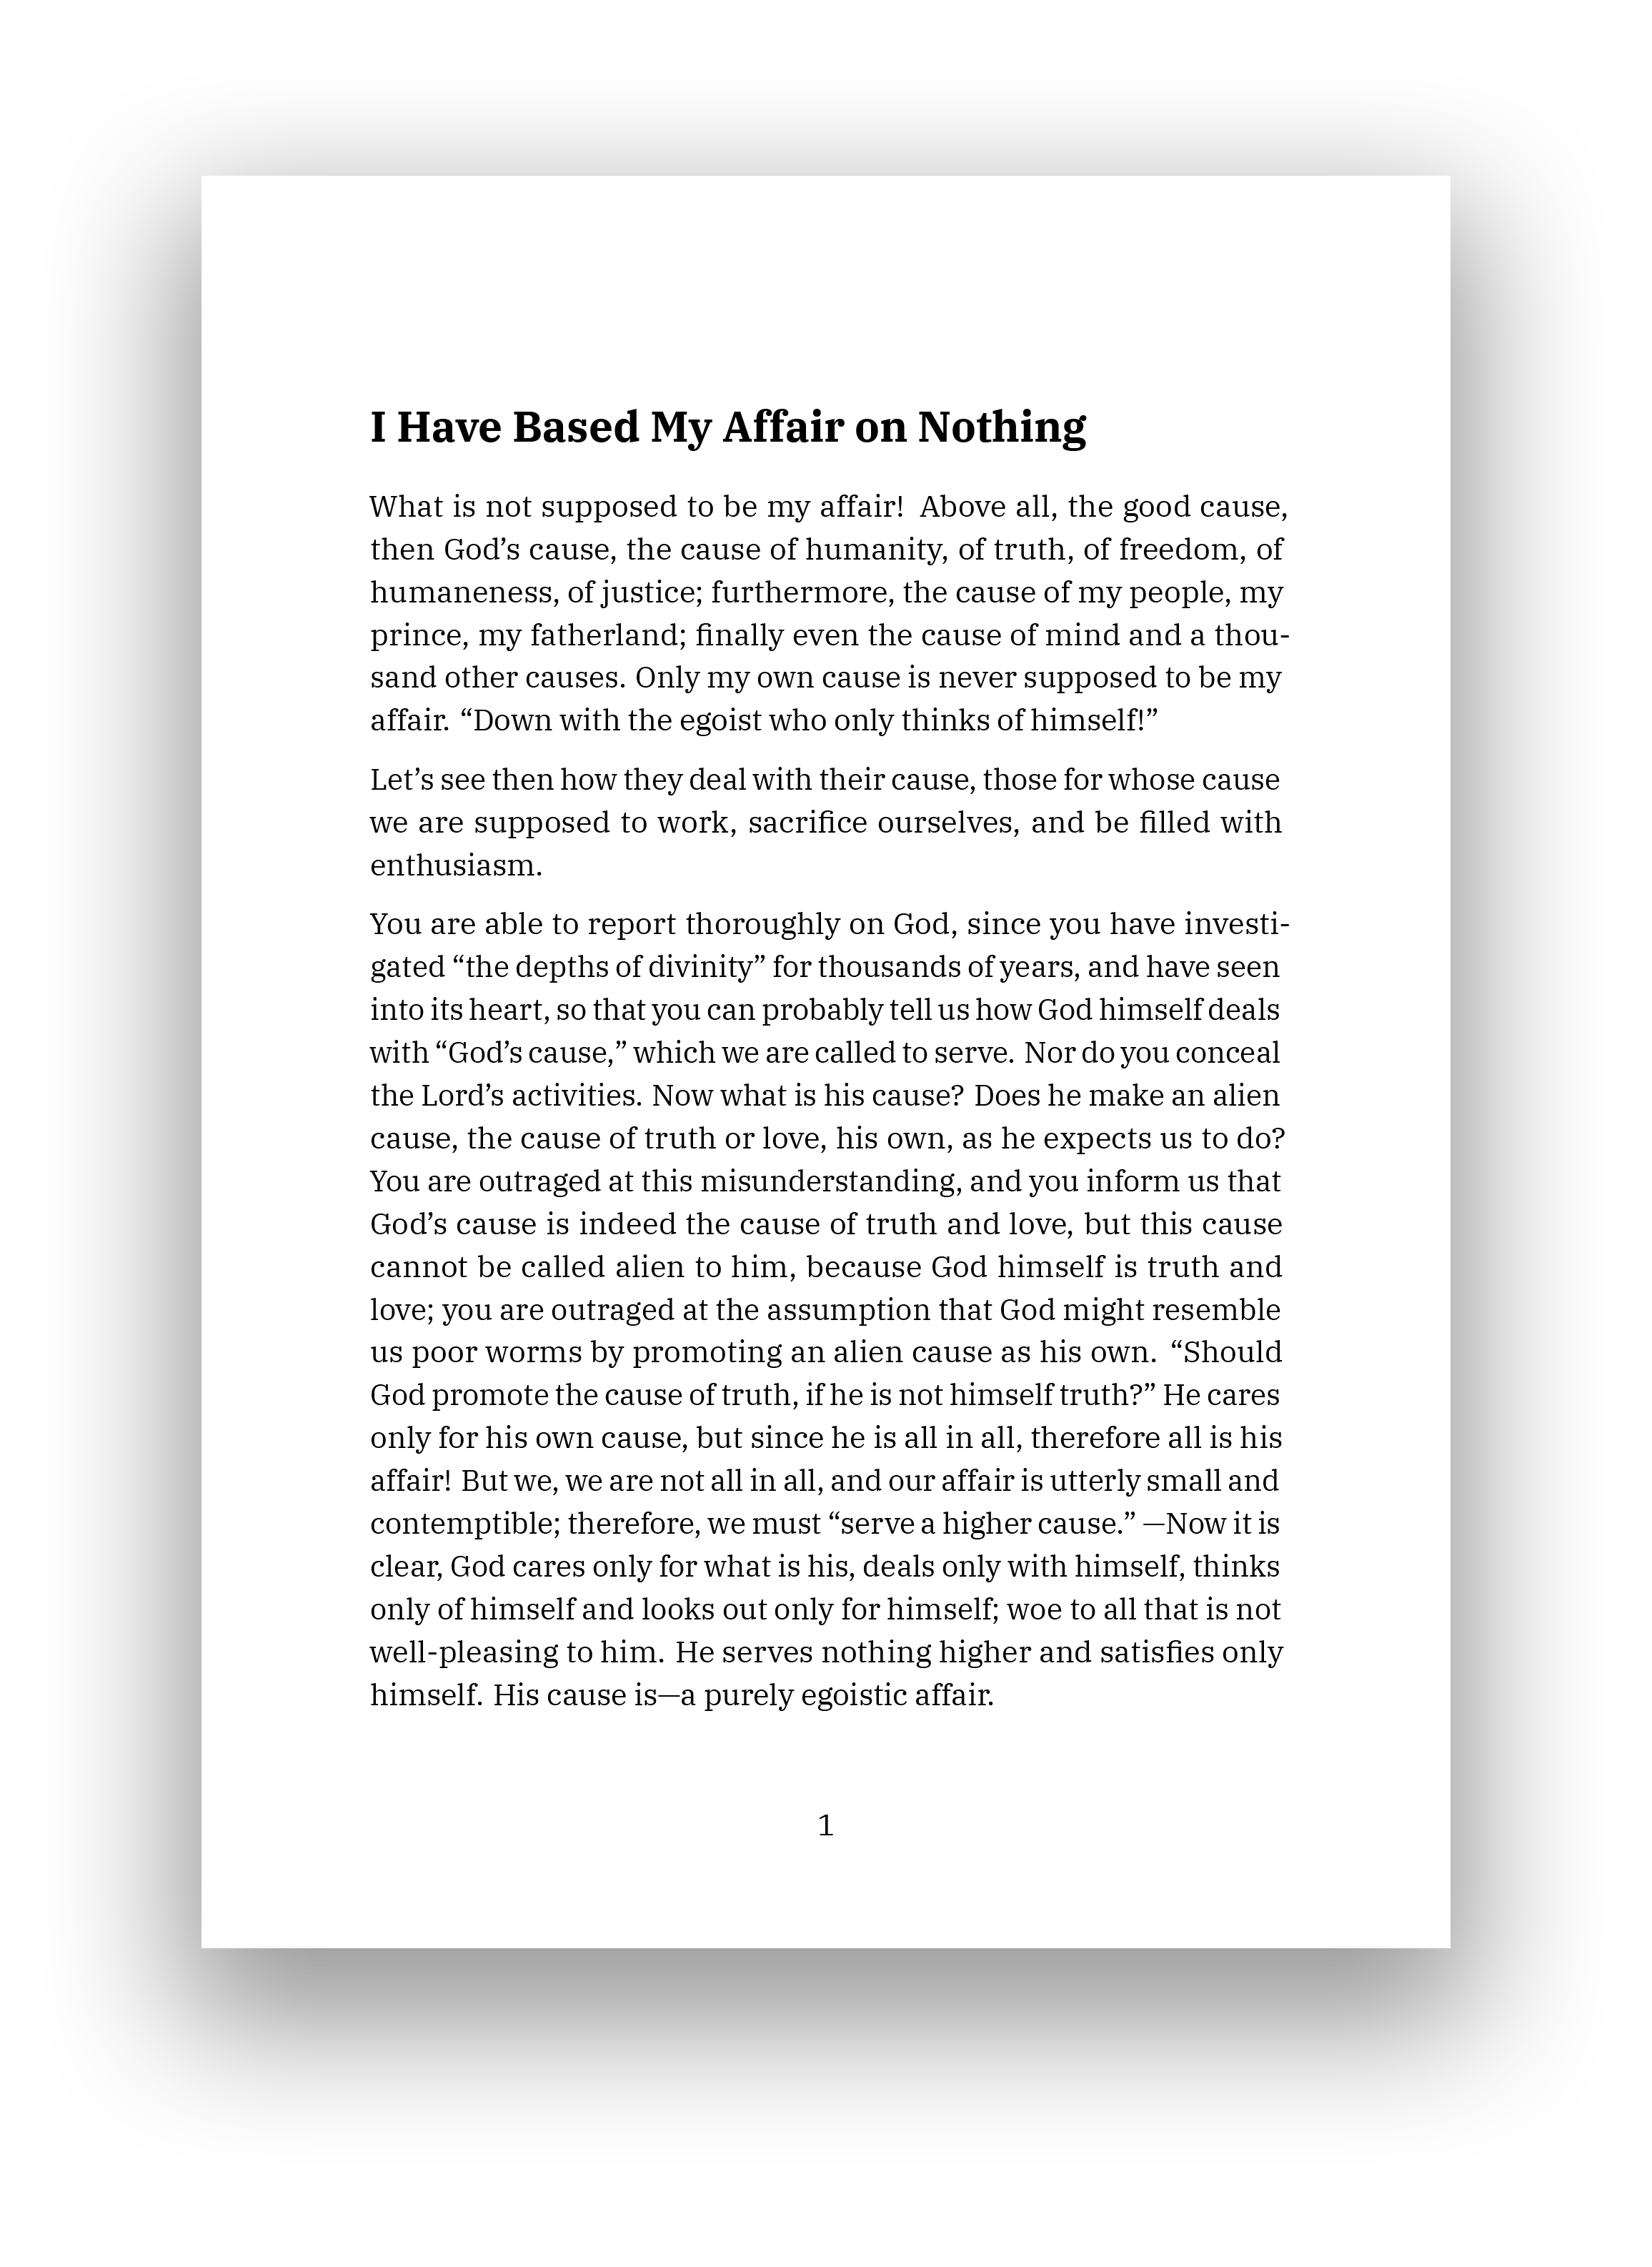 I Have Based My Affair on Nothing
What is not supposed to be my affair! Above all, the good cause,
then God’s cause, the cause of humanity, of truth, of freedom, of
humaneness, of justice; furthermore, the cause of my people, my
prince, my fatherland; finally even the cause of mind and a thou-
sand other causes. Only my own cause is never supposed to be my
affair. “Down with the egoist who only thinks of himself!”
Let’s see then how they deal with their cause, those for whose cause
we are supposed to work, sacrifice ourselves, and be filled with
enthusiasm.
You are able to report thoroughly on God, since you have investi-
gated “the depths of divinity” for thousands of years, and have seen
into its heart, so that you can probably tell us how God himself deals
with “God’s cause,” which we are called to serve. Nor do you conceal
the Lord’s activities. Now what is his cause? Does he make an alien
cause, the cause of truth or love, his own, as he expects us to do?
You are outraged at this misunderstanding, and you inform us that
God’s cause is indeed the cause of truth and love, but this cause
cannot be called alien to him, because God himself is truth and
love; you are outraged at the assumption that God might resemble
us poor worms by promoting an alien cause as his own. “Should
God promote the cause of truth, if he is not himself truth?” He cares
only for his own cause, but since he is all in all, therefore all is his
affair! But we, we are not all in all, and our affair is utterly small and
contemptible; therefore, we must “serve a higher cause.” —Now it is
clear, God cares only for what is his, deals only with himself, thinks
only of himself and looks out only for himself; woe to all that is not
well-pleasing to him. He serves nothing higher and satisfies only
himself. His cause is—a purely egoistic affair.
1